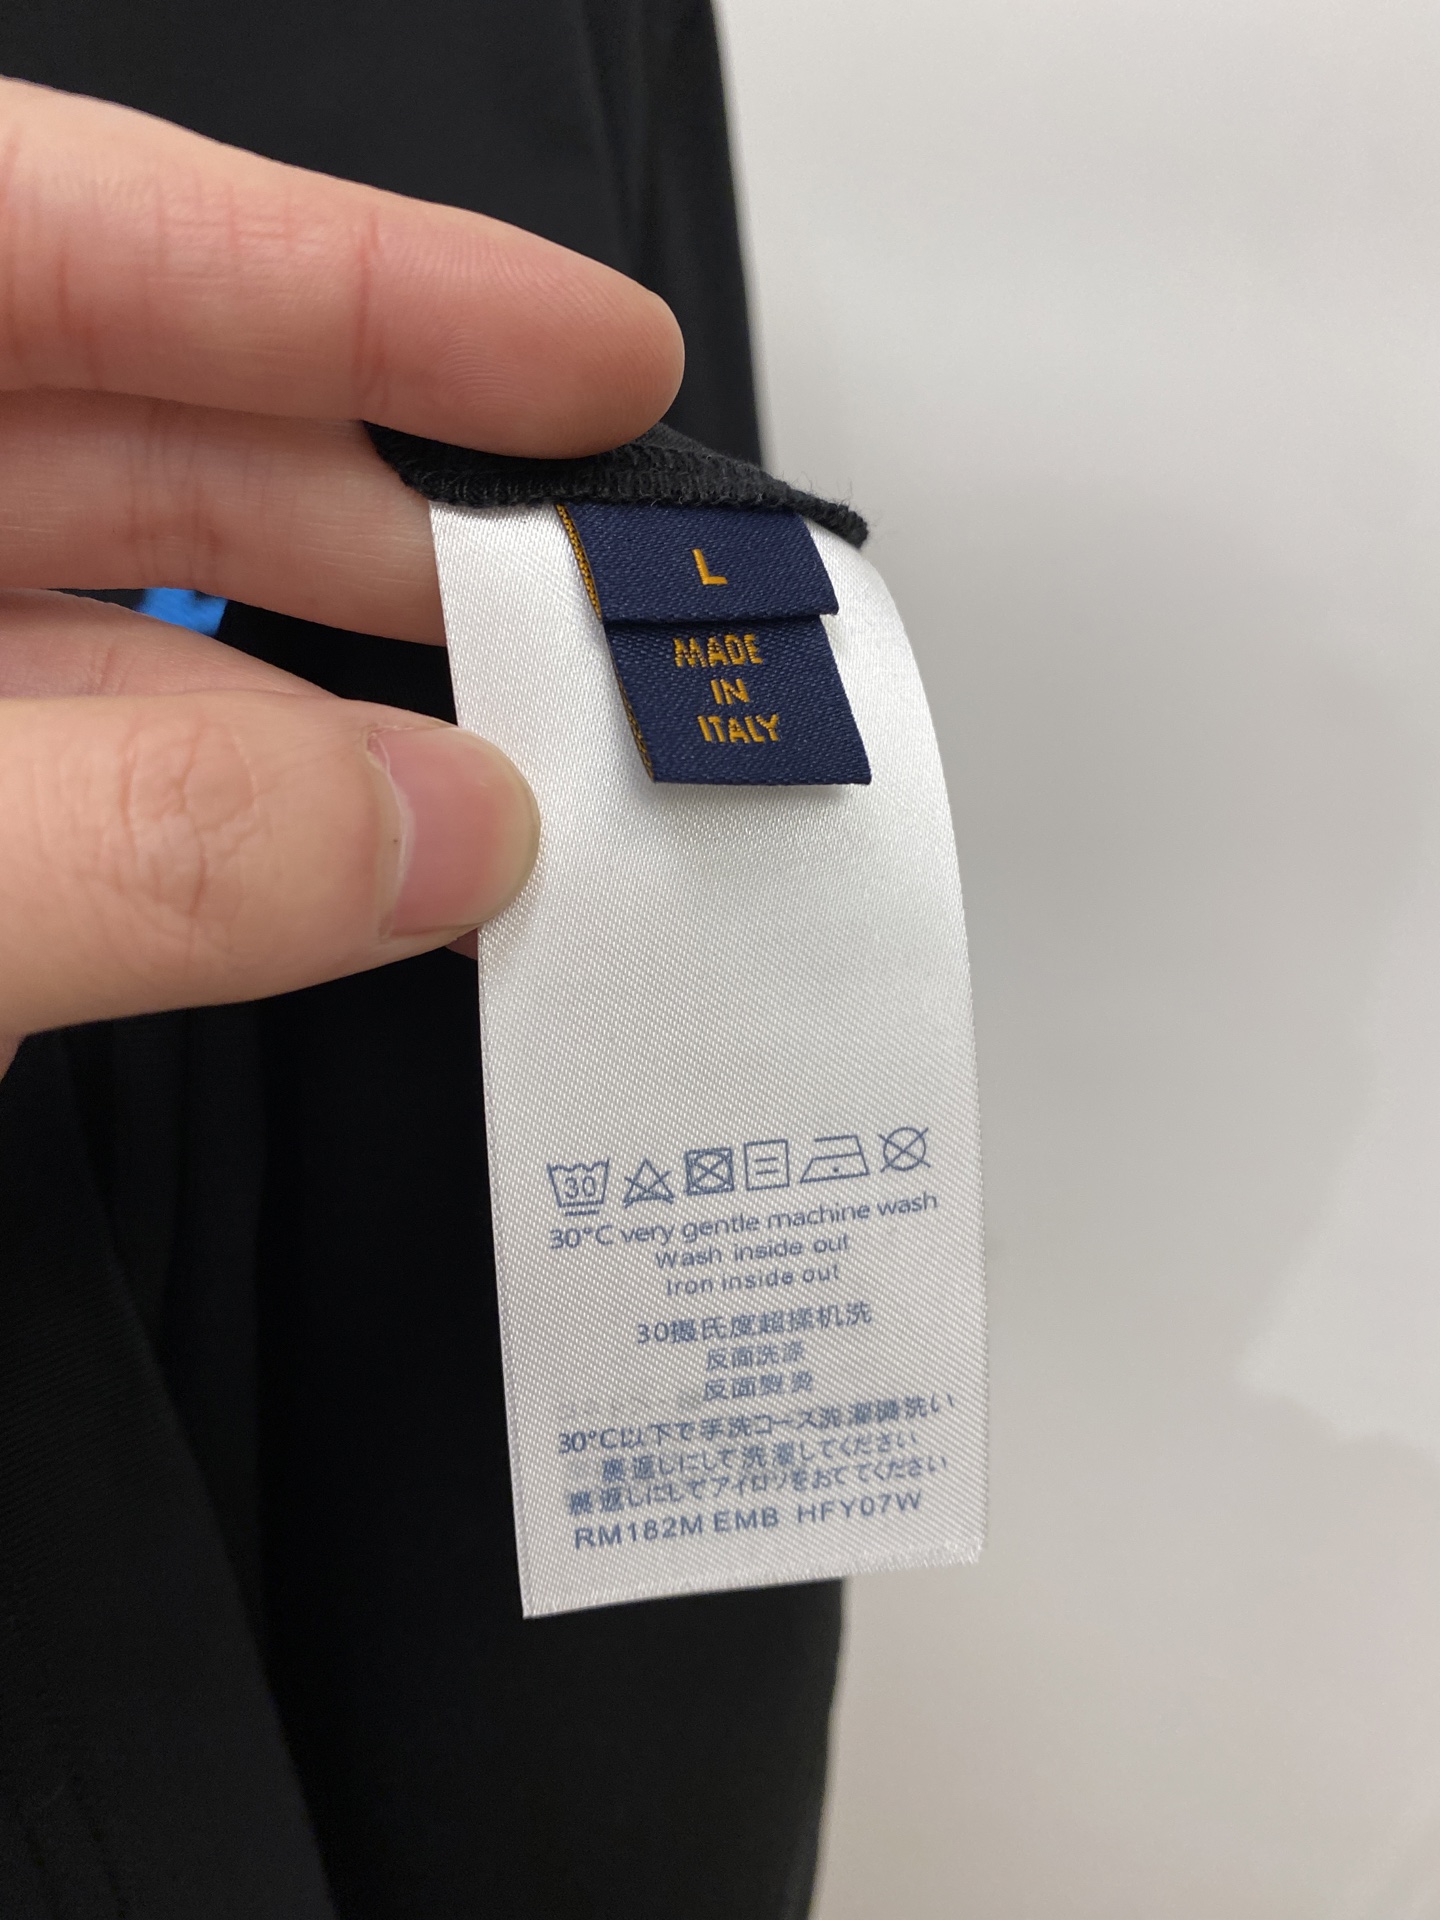 L
MADE
IN
ITALY
30
30°C very gentle machine wash
Wash inside out
Iron inside out
30摄氏度超揉机洗
反面洗涤
反面熨烫
30°C以下で手洗コース洗濯機洗い
裏返しにして洗濯してください
裏返しにしてアイロソをおててください
RM182M EMB HFY07W